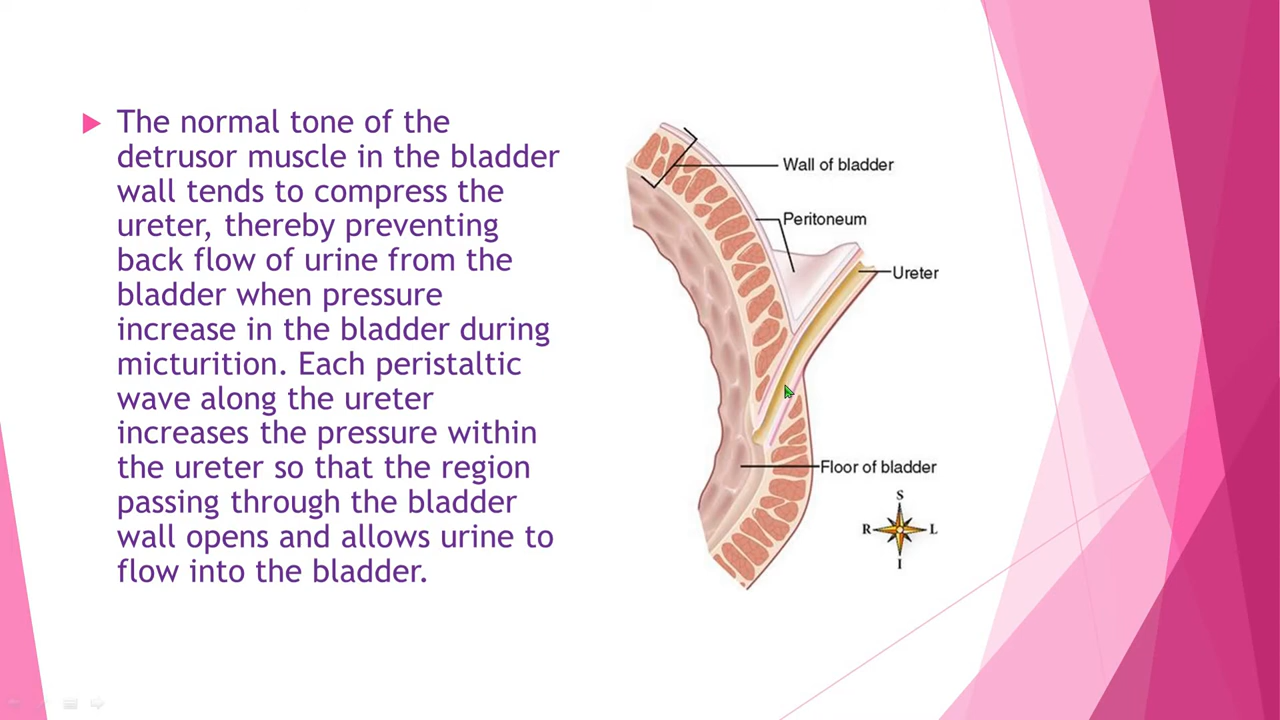 The normal tone of the
detrusor muscle in the bladder
wall tends to compress the
ureter, thereby preventing
back flow of urine from the
bladder when pressure
increase in the bladder during
micturition. Each peristaltic
wave along the ureter
increases the pressure within
the ureter so that the region
passing through the bladder
wall opens and allows urine to
flow into the bladder.
Wall of bladder
Peritoneum
Ureter
Floor of bladder
S
R L
I